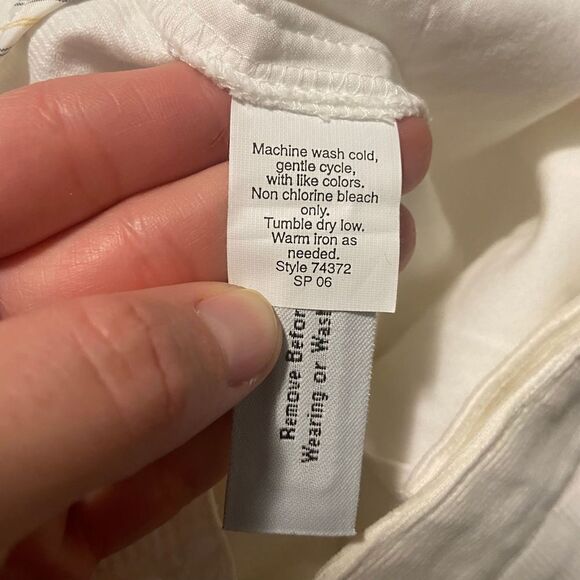 Machine wash cold,
gentle cycle,
with like colors.
Non chlorine bleach
only.
Tumble dry low.
Warm iron as
needed.
Style 74372
SP 06
Remove
Wearing or